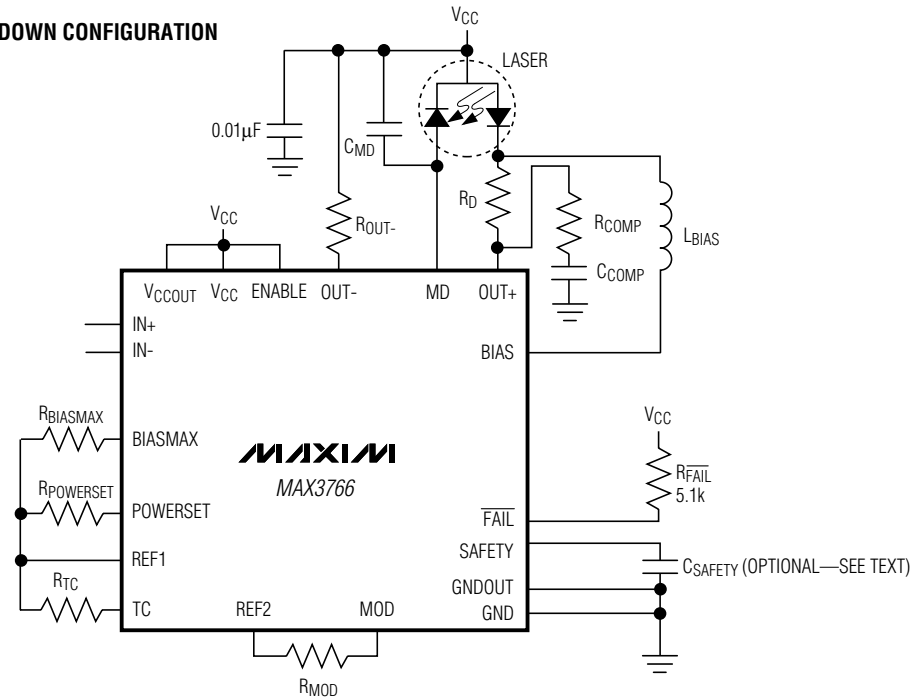 DOWN CONFIGURATION
VCC
LASER
0.01μF
CMD
RD
ROUT-
RCOMP
LBIAS
CCOMP
VCC
VCCOUT VCC ENABLE OUT- MD OUT+
IN+
IN-
BIAS
RBIASMAX
BIASMAX
MAXIM
MAX3766
VCC
RFAIL
5.1k
RPOWERSET
POWERSET
FAIL
SAFETY
CSAFETY (OPTIONAL—SEE TEXT)
REF1
GNDOUT
RTC
TC
REF2 MOD
GND
RMOD